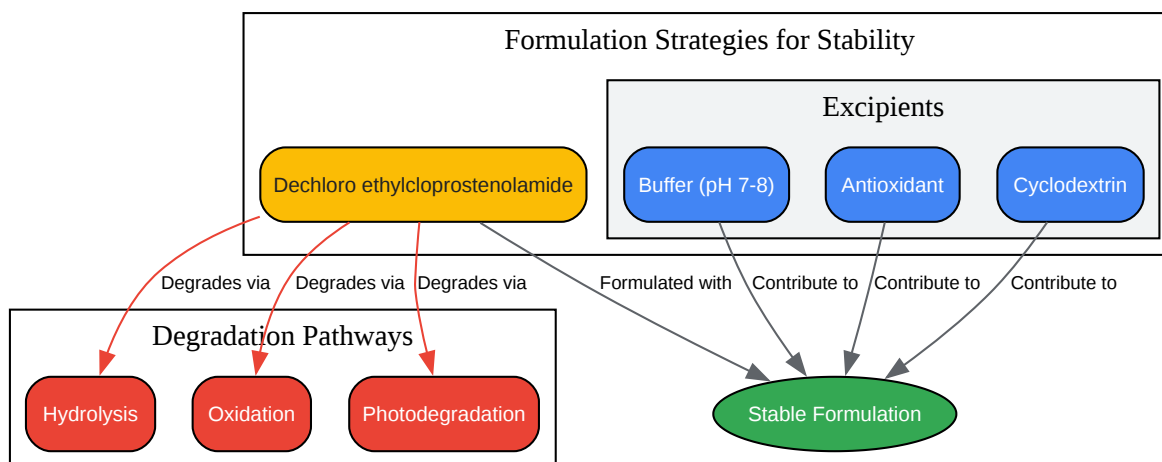 Formulation Strategies for Stability
Excipients
Dechloro ethylcloprostenolamide
Buffer (pH 7-8)
Antioxidant
Cyclodextrin
Degrades via
Degrades via
Degrades via
Formulated with
Contribute to
Contribute to
Contribute to
Degradation Pathways
Hydrolysis
Oxidation
Photodegradation
Stable Formulation